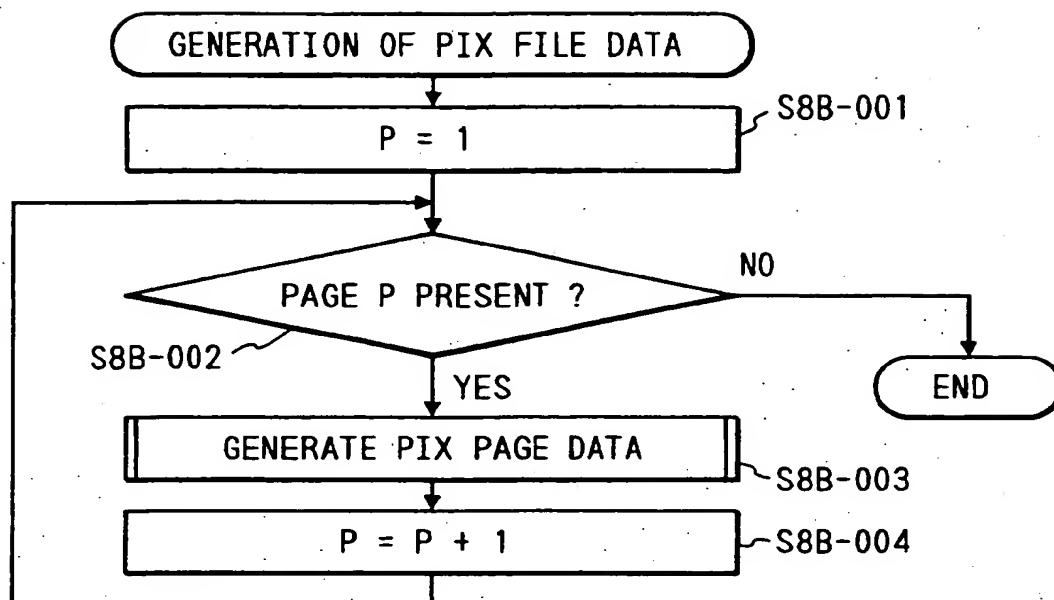 GENERATION OF PIX FILE DATA
S8B-001
P = 1
PAGE P PRESENT ?
NO
S8B-002
YES
END
GENERATE PIX PAGE DATA
S8B-003
P = P + 1
S8B-004